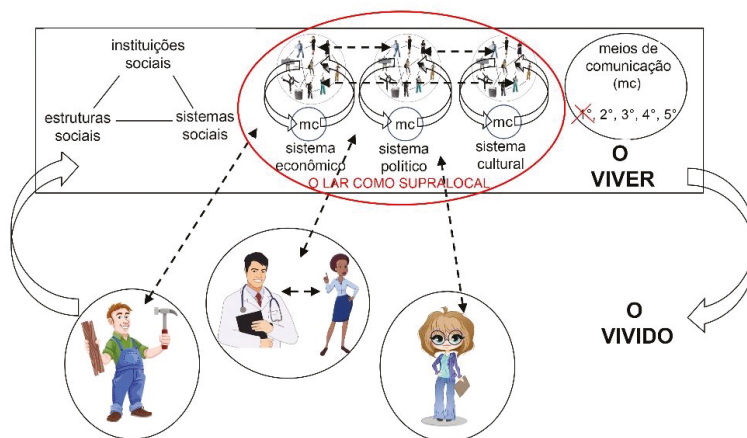 instituições
sociais
estruturas
sociais
sistemas
sociais
mc
mc
mc
sistema
econômico
sistema
político
sistema
cultural
O LAR COMO SUPRALOCAL
meios de
comunicação
(mc)
1°, 2°, 3°, 4°, 5°
O
VIVER
O
VIVIDO